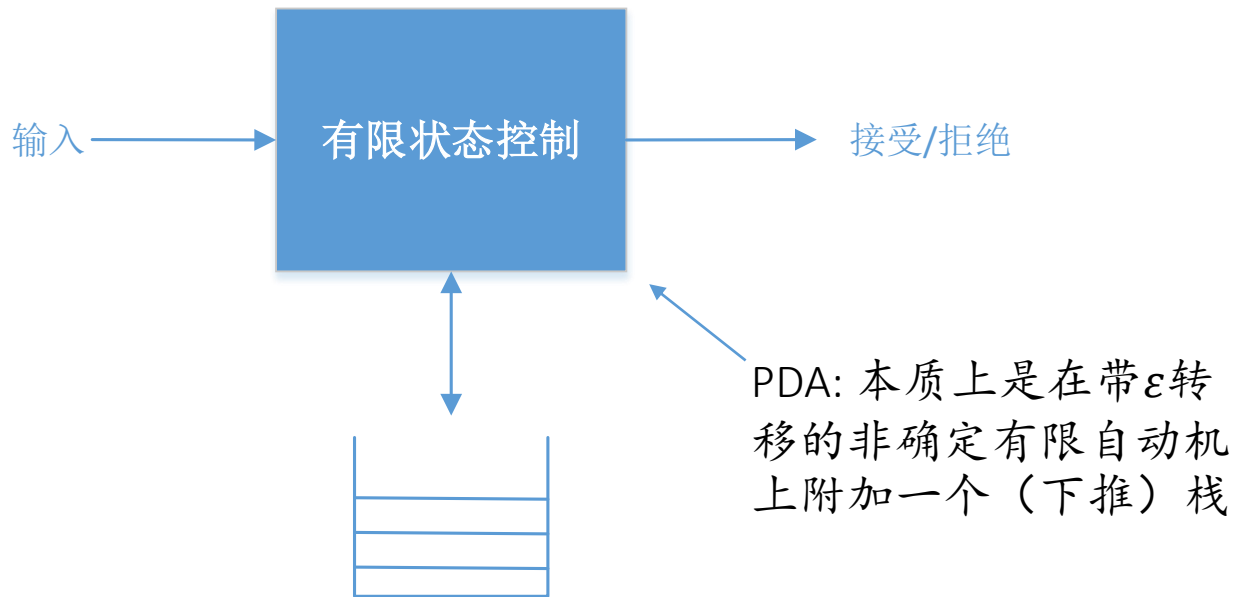 输入
有限状态控制
接受/拒绝
PDA: 本质上是在带ε转
移的非确定有限自动机
上附加一个（下推）栈